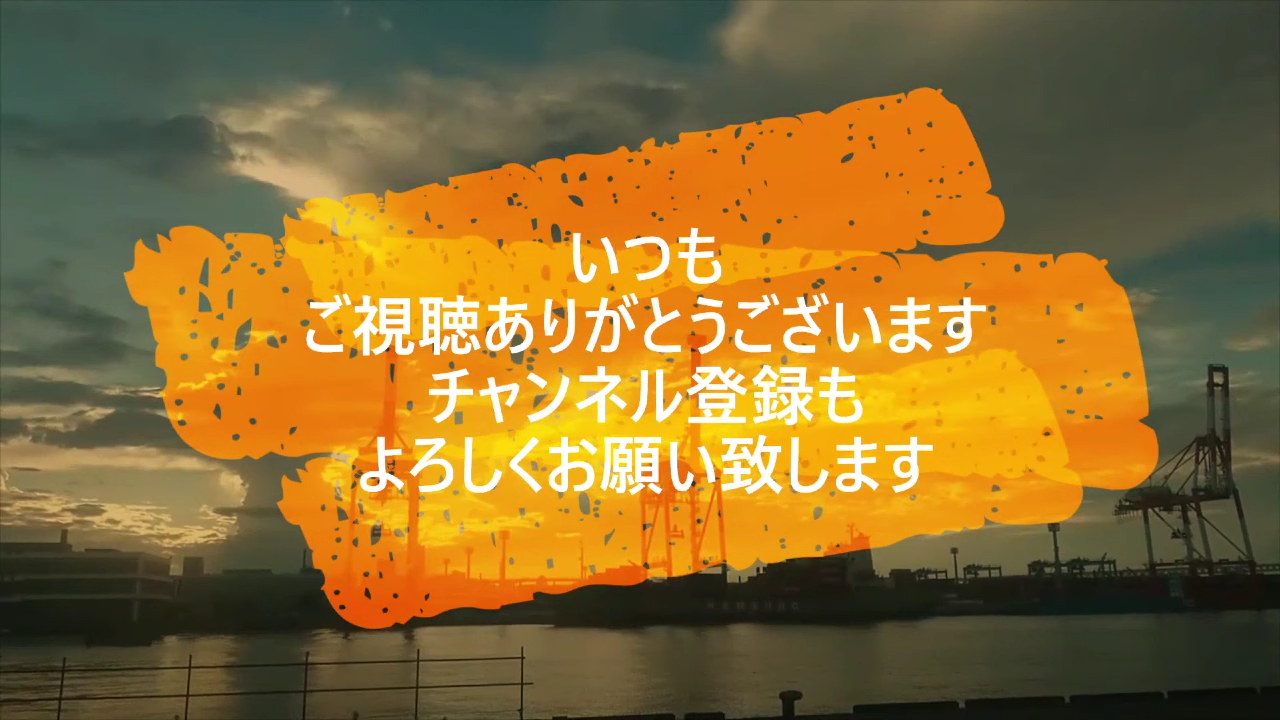 いつも
ご視聴ありがとうございます
チャンネル登録も
よろしくお願い致します